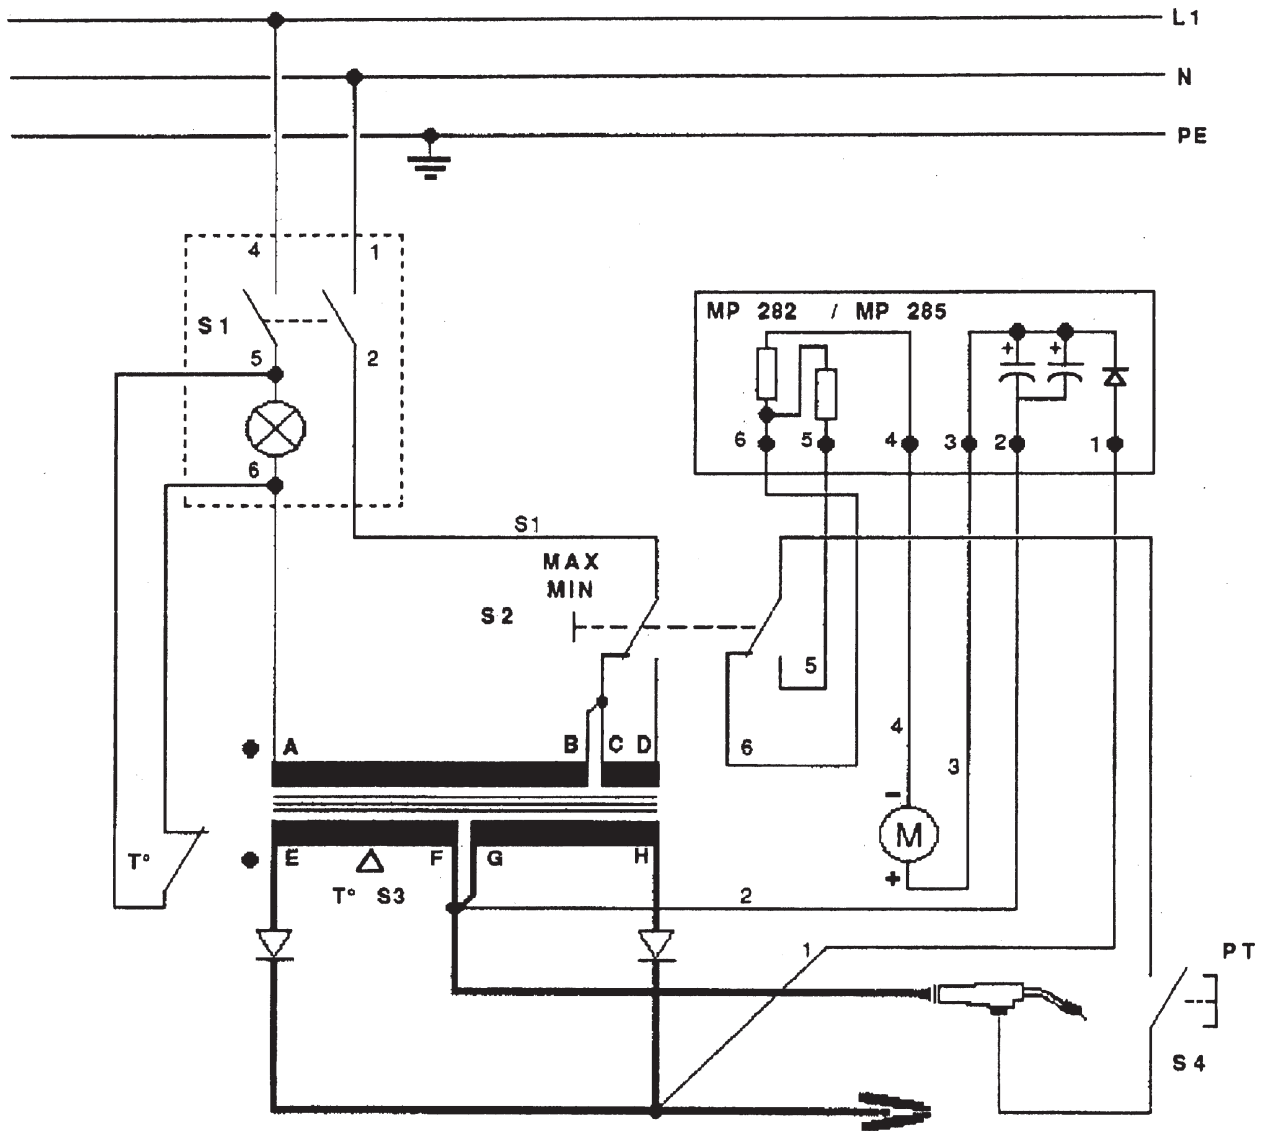 L1
N
PE
4 1
S1
5 2
6
MP 282 / MP 285
+ +
6 5 4 3 2 1
S1
MAX
MIN
S2
5
4
6
3
A B C D
-
M
+
E F G H
T° S3
T°
2
1
PT
S4